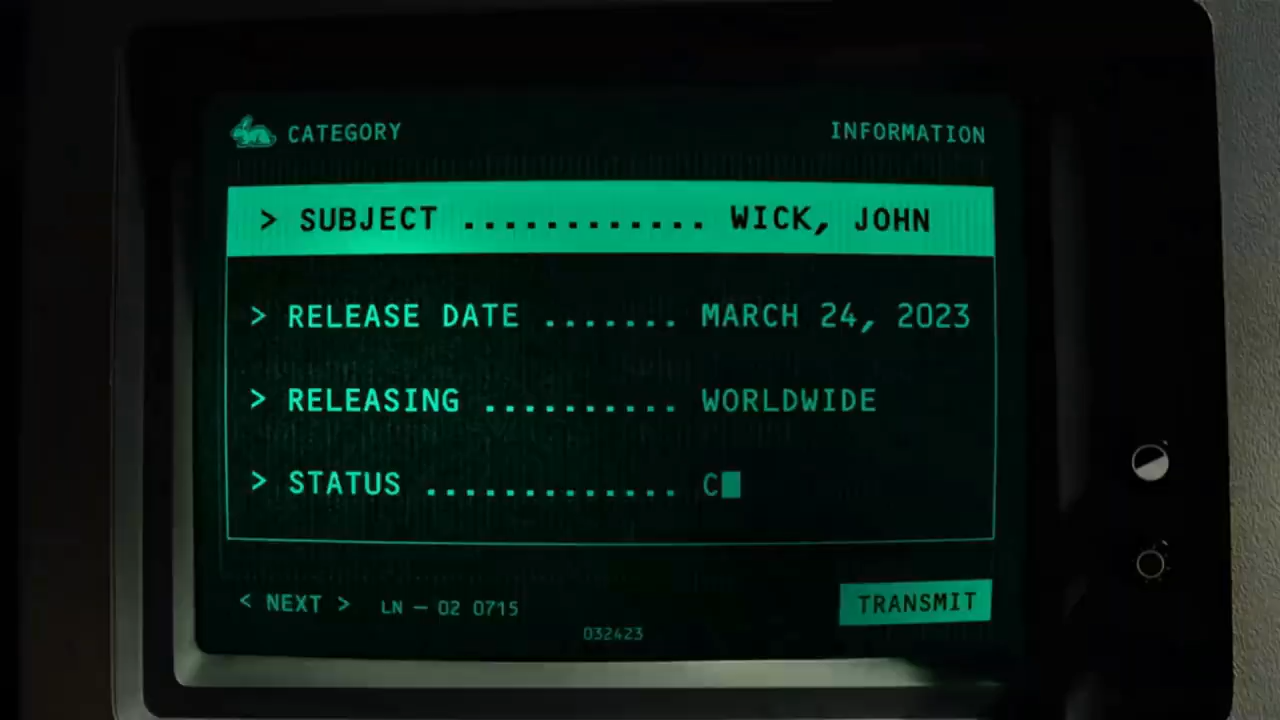 CATEGORY INFORMATION
> SUBJECT ............ WICK, JOHN
> RELEASE DATE ....... MARCH 24, 2023
> RELEASING .......... WORLDWIDE
> STATUS ............. C
< NEXT > LN — 02 0715 TRANSMIT
032423